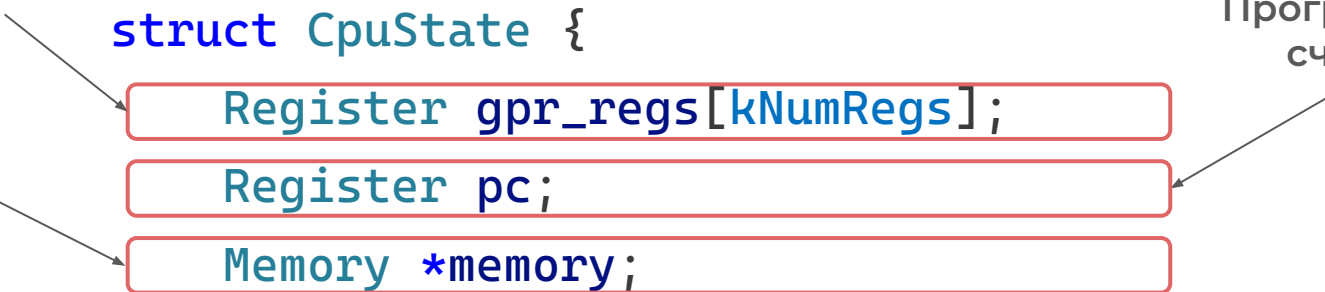 struct CpuState {
Register gpr_regs[kNumRegs];
Register pc;
Memory *memory;